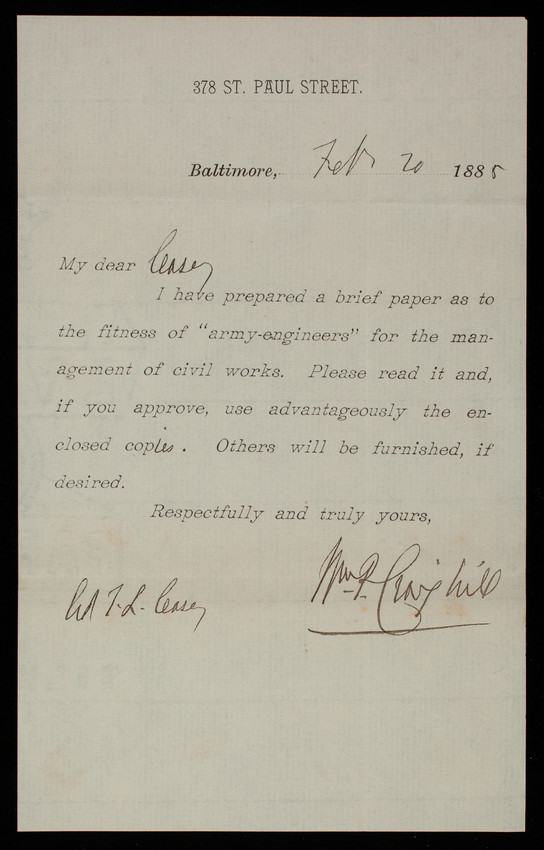 378 ST. PAUL STREET.
Baltimore, Feb 20 1885
My dear Casey
I have prepared a brief paper as to
the fitness of "army-engineers" for the man-
agement of civil works. Please read it and,
if you approve, use advantageously the en-
closed copies. Others will be furnished, if
desired.
Respectfully and truly yours,
Wm. P. Craighill
Col T. L. Casey